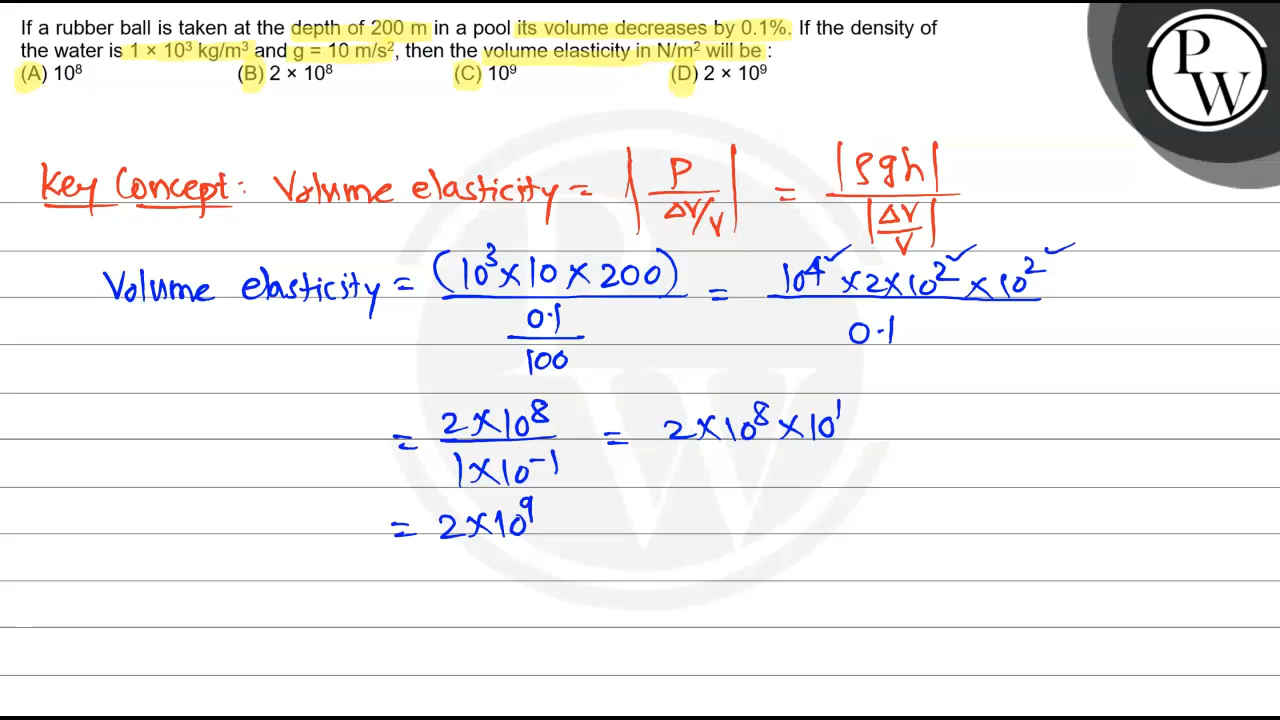 If a rubber ball is taken at the depth of 200 m in a pool its volume decreases by 0.1%. If the density of
the water is 1 × 10³ kg/m³ and g = 10 m/s², then the volume elasticity in N/m² will be :
(A) 10⁸ (B) 2 × 10⁸ (C) 10⁹ (D) 2 × 10⁹
P
W
Key Concept: Volume elasticity = |P / ΔV/V| = |ρgh| / |ΔV/V|
Volume elasticity = (10³ × 10 × 200) / (0.1/100) = 10⁴ × 2 × 10² × 10² / 0.1
= 2 × 10⁸ / 1 × 10⁻¹ = 2 × 10⁸ × 10¹
= 2 × 10⁹